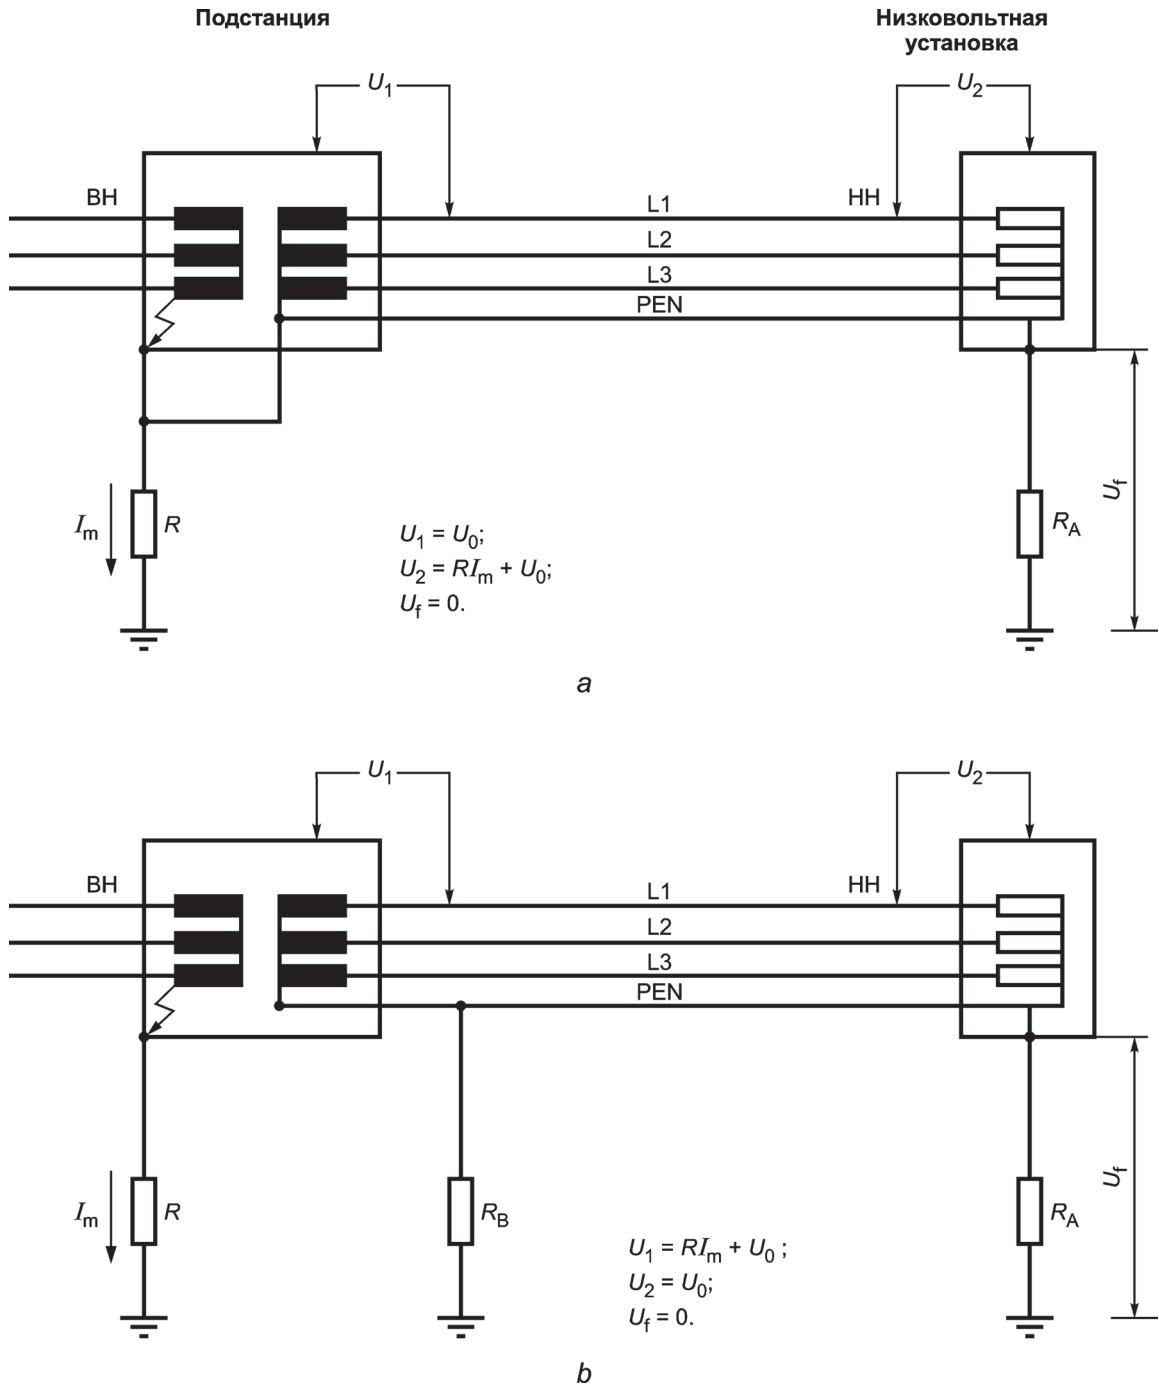 Подстанция
Низковольтная
установка
U1
U2
ВН
L1
НН
L2
L3
PEN
Uf
Im
R
RA
U1 = U0;
U2 = RIm + U0;
Uf = 0.
a
U1
U2
ВН
L1
НН
L2
L3
PEN
Uf
Im
R
RB
RA
U1 = RIm + U0 ;
U2 = U0;
Uf = 0.
b